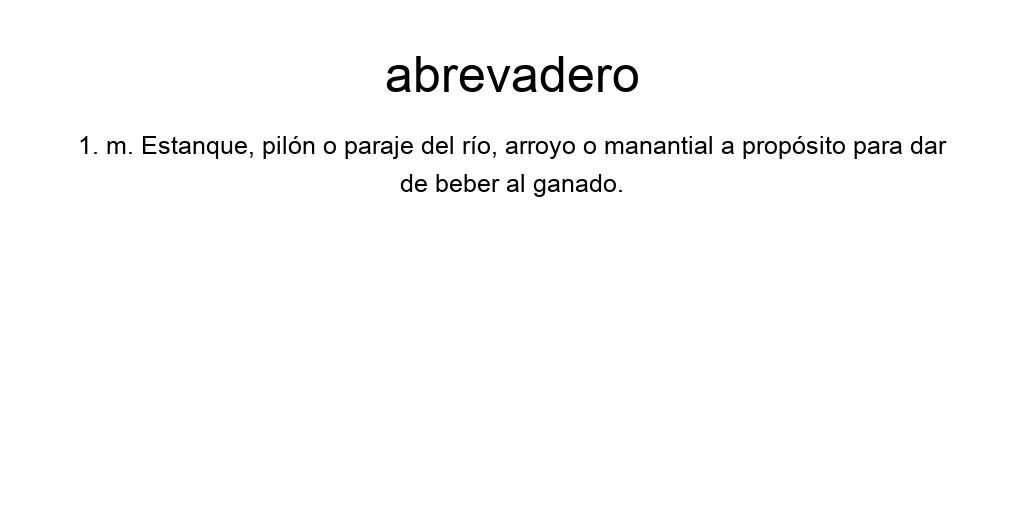 abrevadero
1. m. Estanque, pilón o paraje del río, arroyo o manantial a propósito para dar
de beber al ganado.